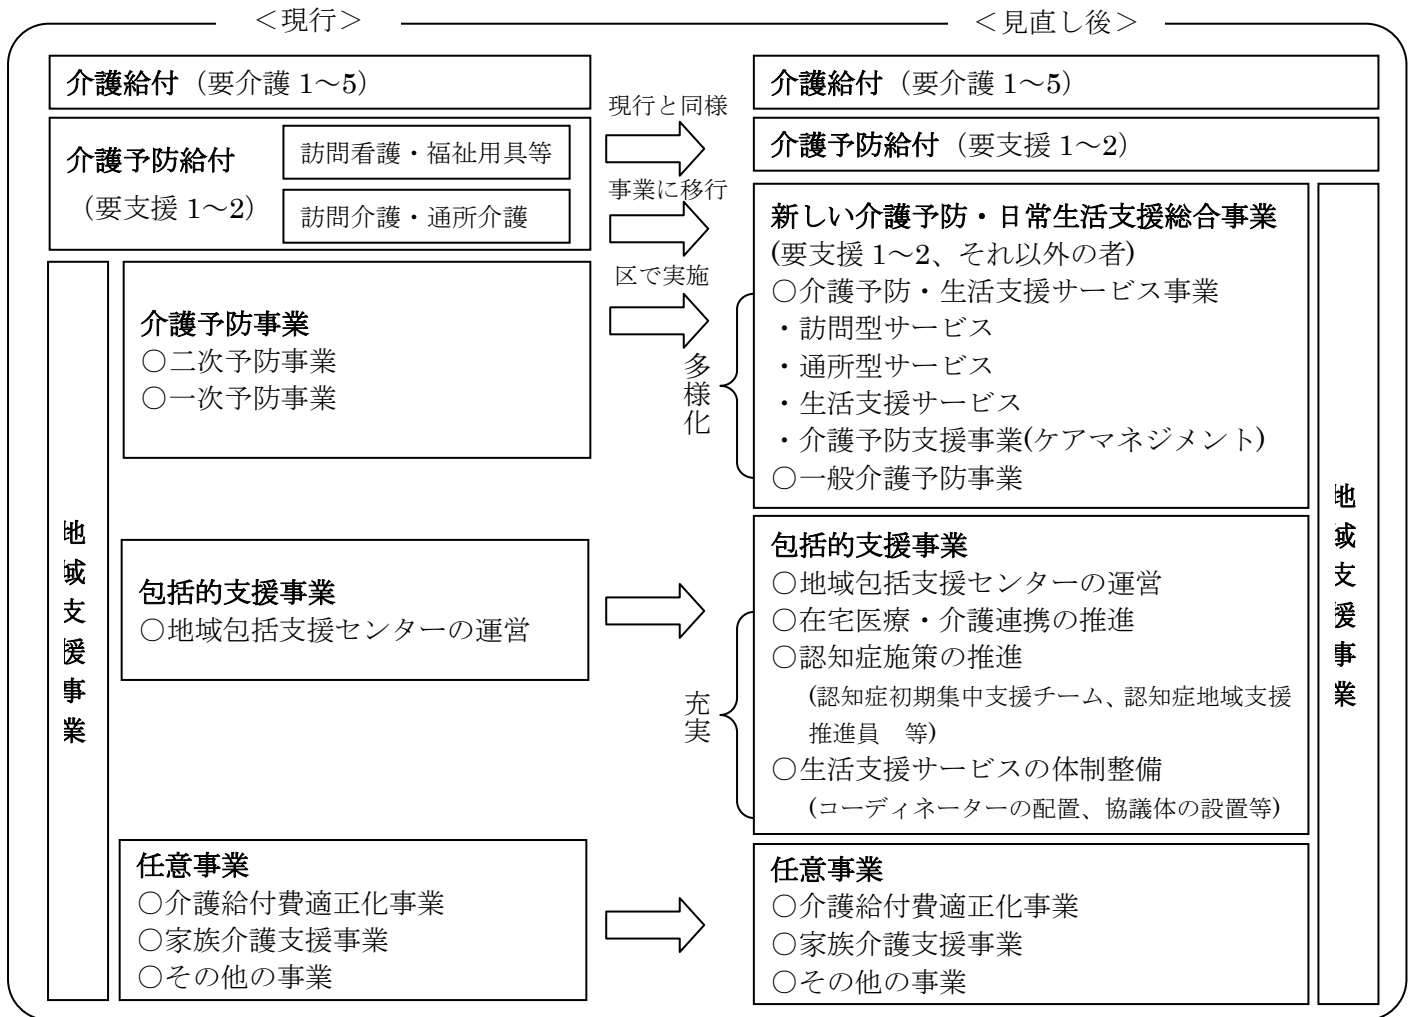 ＜現行＞
介護給付（要介護 1～5）
介護予防給付
（要支援 1～2）
訪問看護・福祉用具等
訪問介護・通所介護
地域支援事業
介護予防事業
○二次予防事業
○一次予防事業
包括的支援事業
○地域包括支援センターの運営
任意事業
○介護給付費適正化事業
○家族介護支援事業
○その他の事業
現行と同様
事業に移行
区で実施
多様化
充実
＜見直し後＞
介護給付（要介護 1～5）
介護予防給付（要支援 1～2）
新しい介護予防・日常生活支援総合事業
(要支援 1～2、それ以外の者)
○介護予防・生活支援サービス事業
・訪問型サービス
・通所型サービス
・生活支援サービス
・介護予防支援事業(ケアマネジメント)
○一般介護予防事業
包括的支援事業
○地域包括支援センターの運営
○在宅医療・介護連携の推進
○認知症施策の推進
(認知症初期集中支援チーム、認知症地域支援
推進員　等)
○生活支援サービスの体制整備
(コーディネーターの配置、協議体の設置等)
任意事業
○介護給付費適正化事業
○家族介護支援事業
○その他の事業
地域支援事業